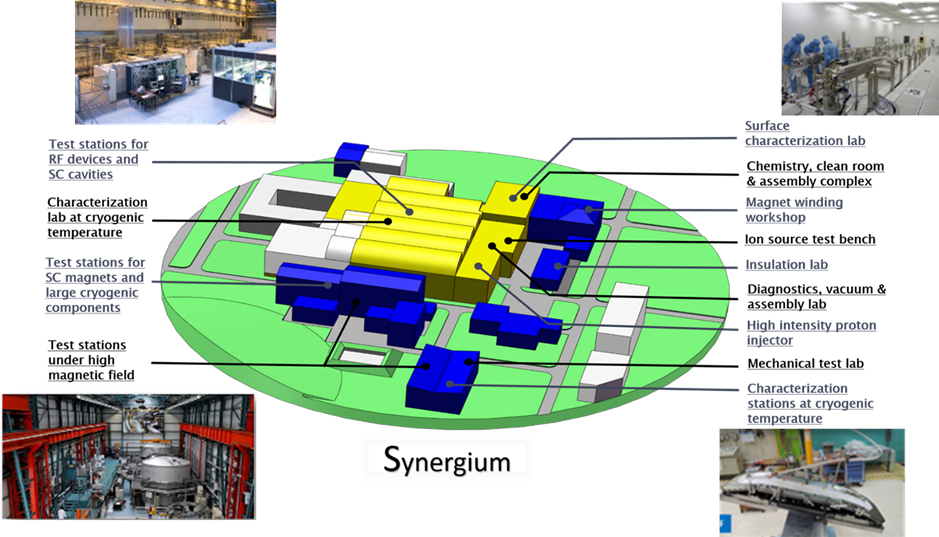 Test stations for
RF devices and
SC cavities
Characterization
lab at cryogenic
temperature
Test stations for
SC magnets and
large cryogenic
components
Test stations
under high
magnetic field
Surface
characterization lab
Chemistry, clean room
& assembly complex
Magnet winding
workshop
Ion source test bench
Insulation lab
Diagnostics, vacuum &
assembly lab
High intensity proton
injector
Mechanical test lab
Characterization
stations at cryogenic
temperature
Synergium